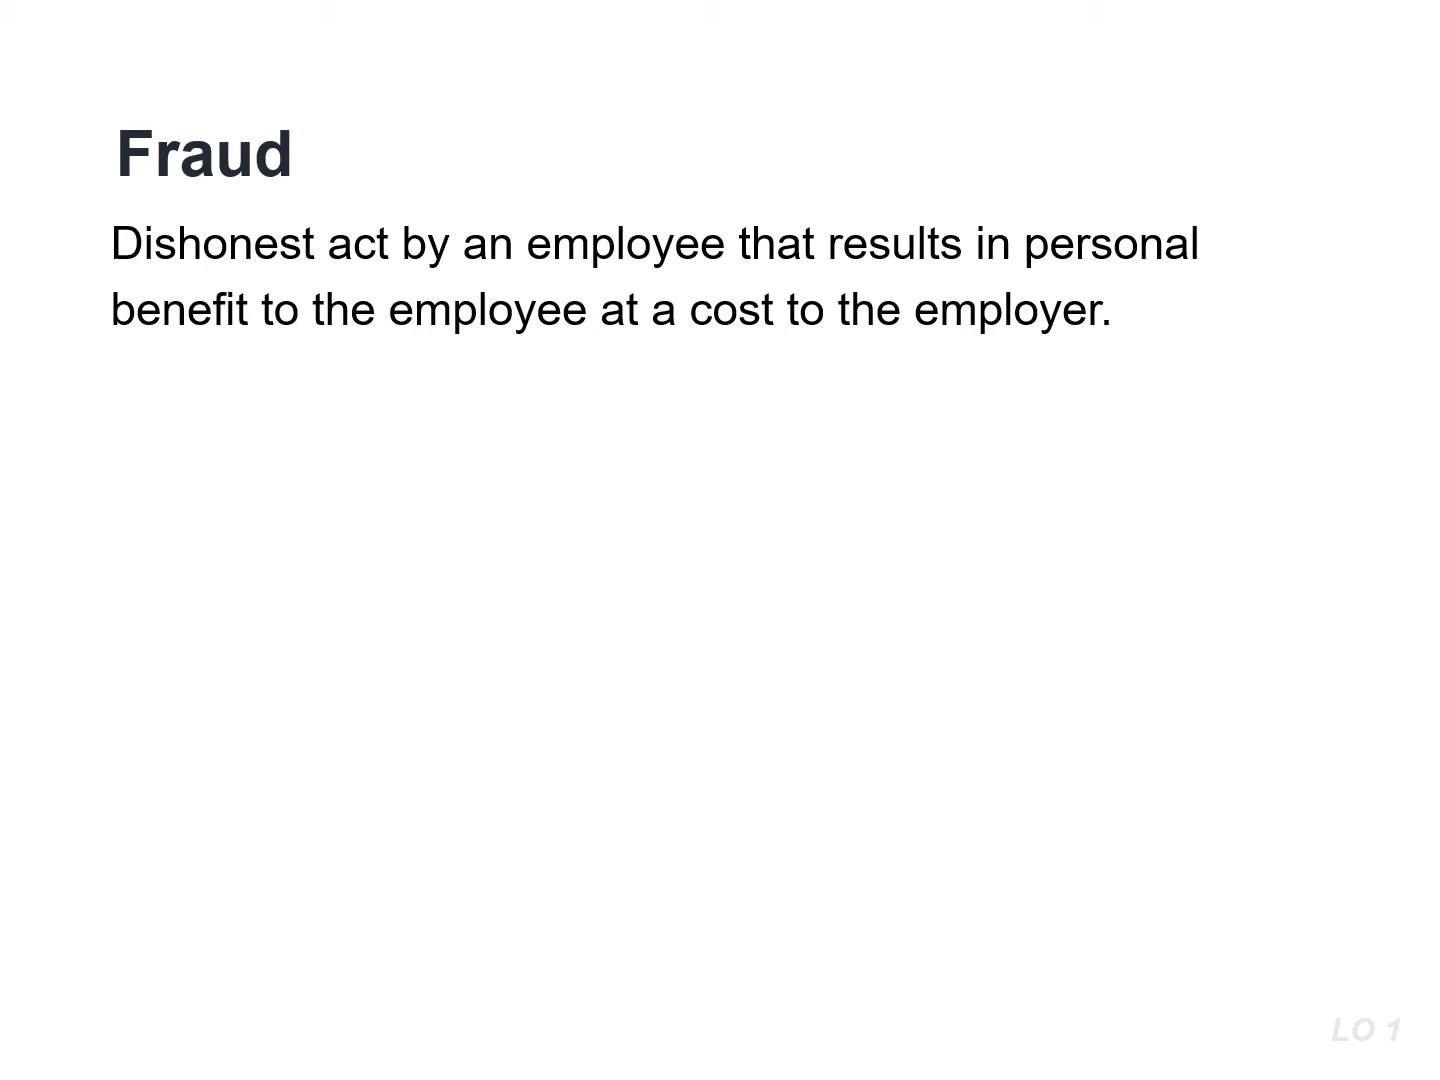 Fraud
Dishonest act by an employee that results in personal
benefit to the employee at a cost to the employer.
LO 1